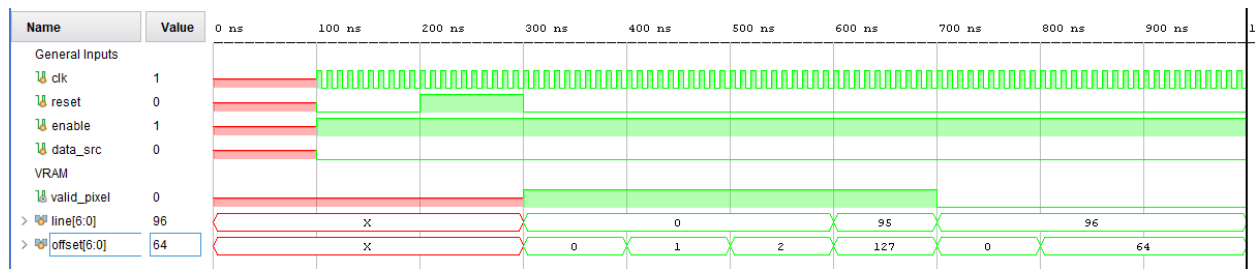 Name Value 0 ns 100 ns 200 ns 300 ns 400 ns 500 ns 600 ns 700 ns 800 ns 900 ns 1
General Inputs
clk 1
reset 0
enable 1
data_src 0
VRAM
valid_pixel 0
> line[6:0] 96 X 0 95 96
> offset[6:0] 64 X 0 1 2 127 0 64